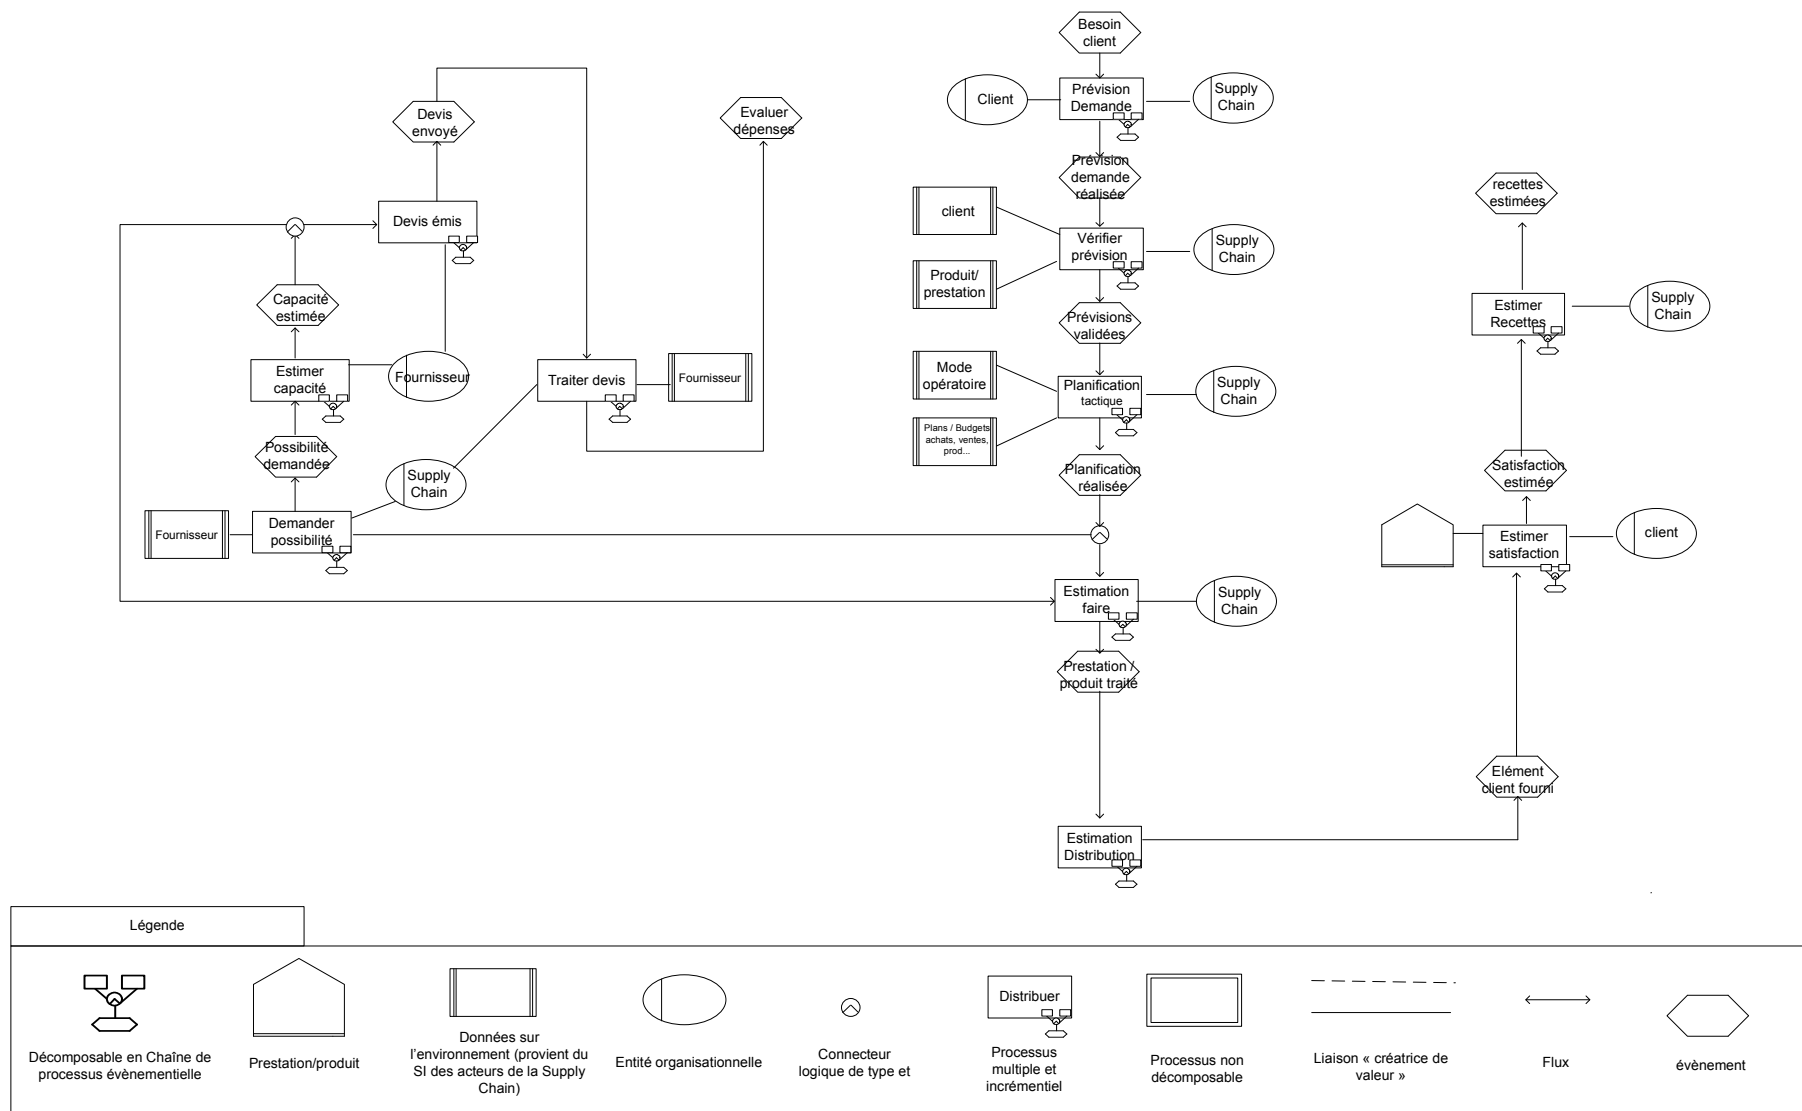 Besoin
client
Client
Prévision
Demande
Supply
Chain
Devis
envoyé
Evaluer
dépenses
Prévision
demande
réalisée
recettes
estimées
client
Devis émis
Vérifier
prévision
Supply
Chain
Produit/
prestation
Capacité
estimée
Prévisions
validées
Estimer
Recettes
Supply
Chain
Estimer
capacité
Fournisseur
Traiter devis
Fournisseur
Mode
opératoire
Planification
tactique
Supply
Chain
Plans / Budgets
achats, ventes,
prod...
Possibilité
demandée
Supply
Chain
Planification
réalisée
Satisfaction
estimée
Fournisseur
Demander
possibilité
Estimer
satisfaction
client
Estimation
faire
Supply
Chain
Prestation /
produit traité
Elément
client fourni
Estimation
Distribution
Légende
Décomposable en Chaîne de
processus évènementielle
Prestation/produit
Données sur
l'environnement (provient du
SI des acteurs de la Supply
Chain)
Entité organisationnelle
Connecteur
logique de type et
Distribuer
Processus
multiple et
incrémentiel
Processus non
décomposable
Liaison « créatrice de
valeur »
Flux
évènement